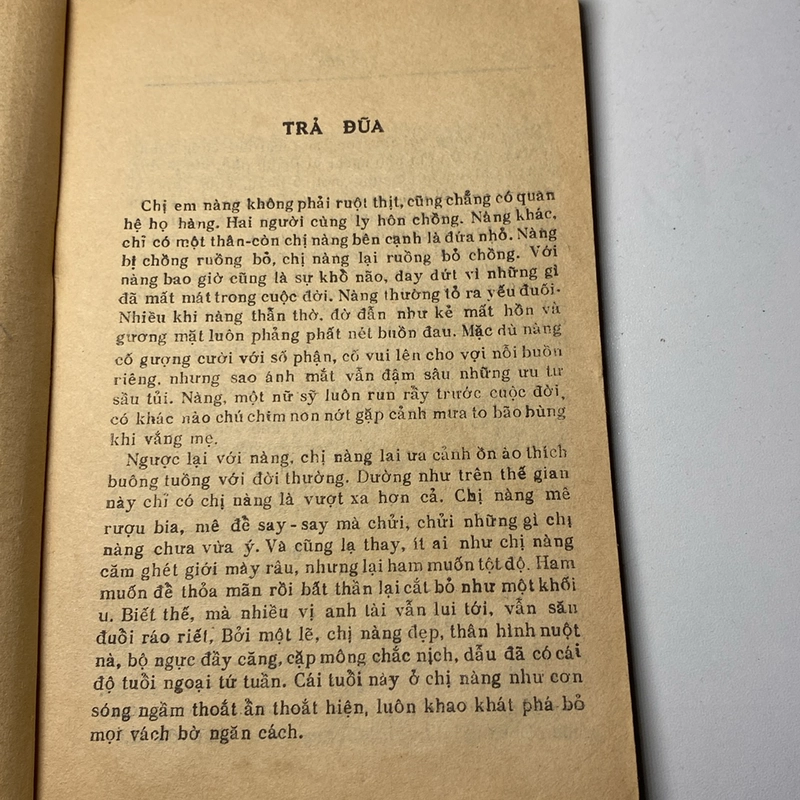 TRẢ ĐŨA
Chị em nàng không phải ruột thịt, cũng chẳng có quan
hệ họ hàng. Hai người cùng ly hôn chồng. Nàng khác,
chỉ có một thân-còn chị nàng bên cạnh là đứa nhỏ. Nàng
bị chồng ruồng bỏ, chị nàng lại ruồng bỏ chồng. Với
nàng bao giờ cũng là sự khổ não, day dứt vì những gì
đã mất mát trong cuộc đời. Nàng thường tỏ ra yếu đuối.
Nhiều khi nàng thẫn thờ, đờ đẫn như kẻ mất hồn và
gương mặt luôn phảng phất nét buồn đau. Mặc dù nàng
cố gượng cười với số phận, cố vui lên cho vợi nỗi buồn
riêng, nhưng sao ánh mắt vẫn đậm sâu những ưu tư
sầu tủi. Nàng, một nữ sỹ luôn run rẩy trước cuộc đời,
có khác nào chú chim non nớt gặp cảnh mưa to bão bùng
khi vắng mẹ.
Ngược lại với nàng, chị nàng lai ưa cảnh ồn ào thích
buông tuồng với đời thường. Dường như trên thế gian
này chỉ có chị nàng là vượt xa hơn cả. Chị nàng mê
rượu bia, mê để say-say mà chửi, chửi những gì chị
nàng chưa vừa ý. Và cũng lạ thay, ít ai như chị nàng
căm ghét giới mày râu, nhưng lại ham muốn tột độ. Ham
muốn để thỏa mãn rồi bất thần lại cắt bỏ như một khối
u. Biết thế, mà nhiều vị anh tài vẫn lui tới, vẫn săn
đuổi ráo riết. Bởi một lẽ, chị nàng đẹp, thân hình nuột
nà, bộ ngực đầy căng, cặp mông chắc nịch, dẫu đã có cái
độ tuổi ngoại tứ tuần. Cái tuổi này ở chị nàng như cơn
sóng ngầm thoắt ẩn thoắt hiện, luôn khao khát phá bỏ
mọi vách bờ ngăn cách.